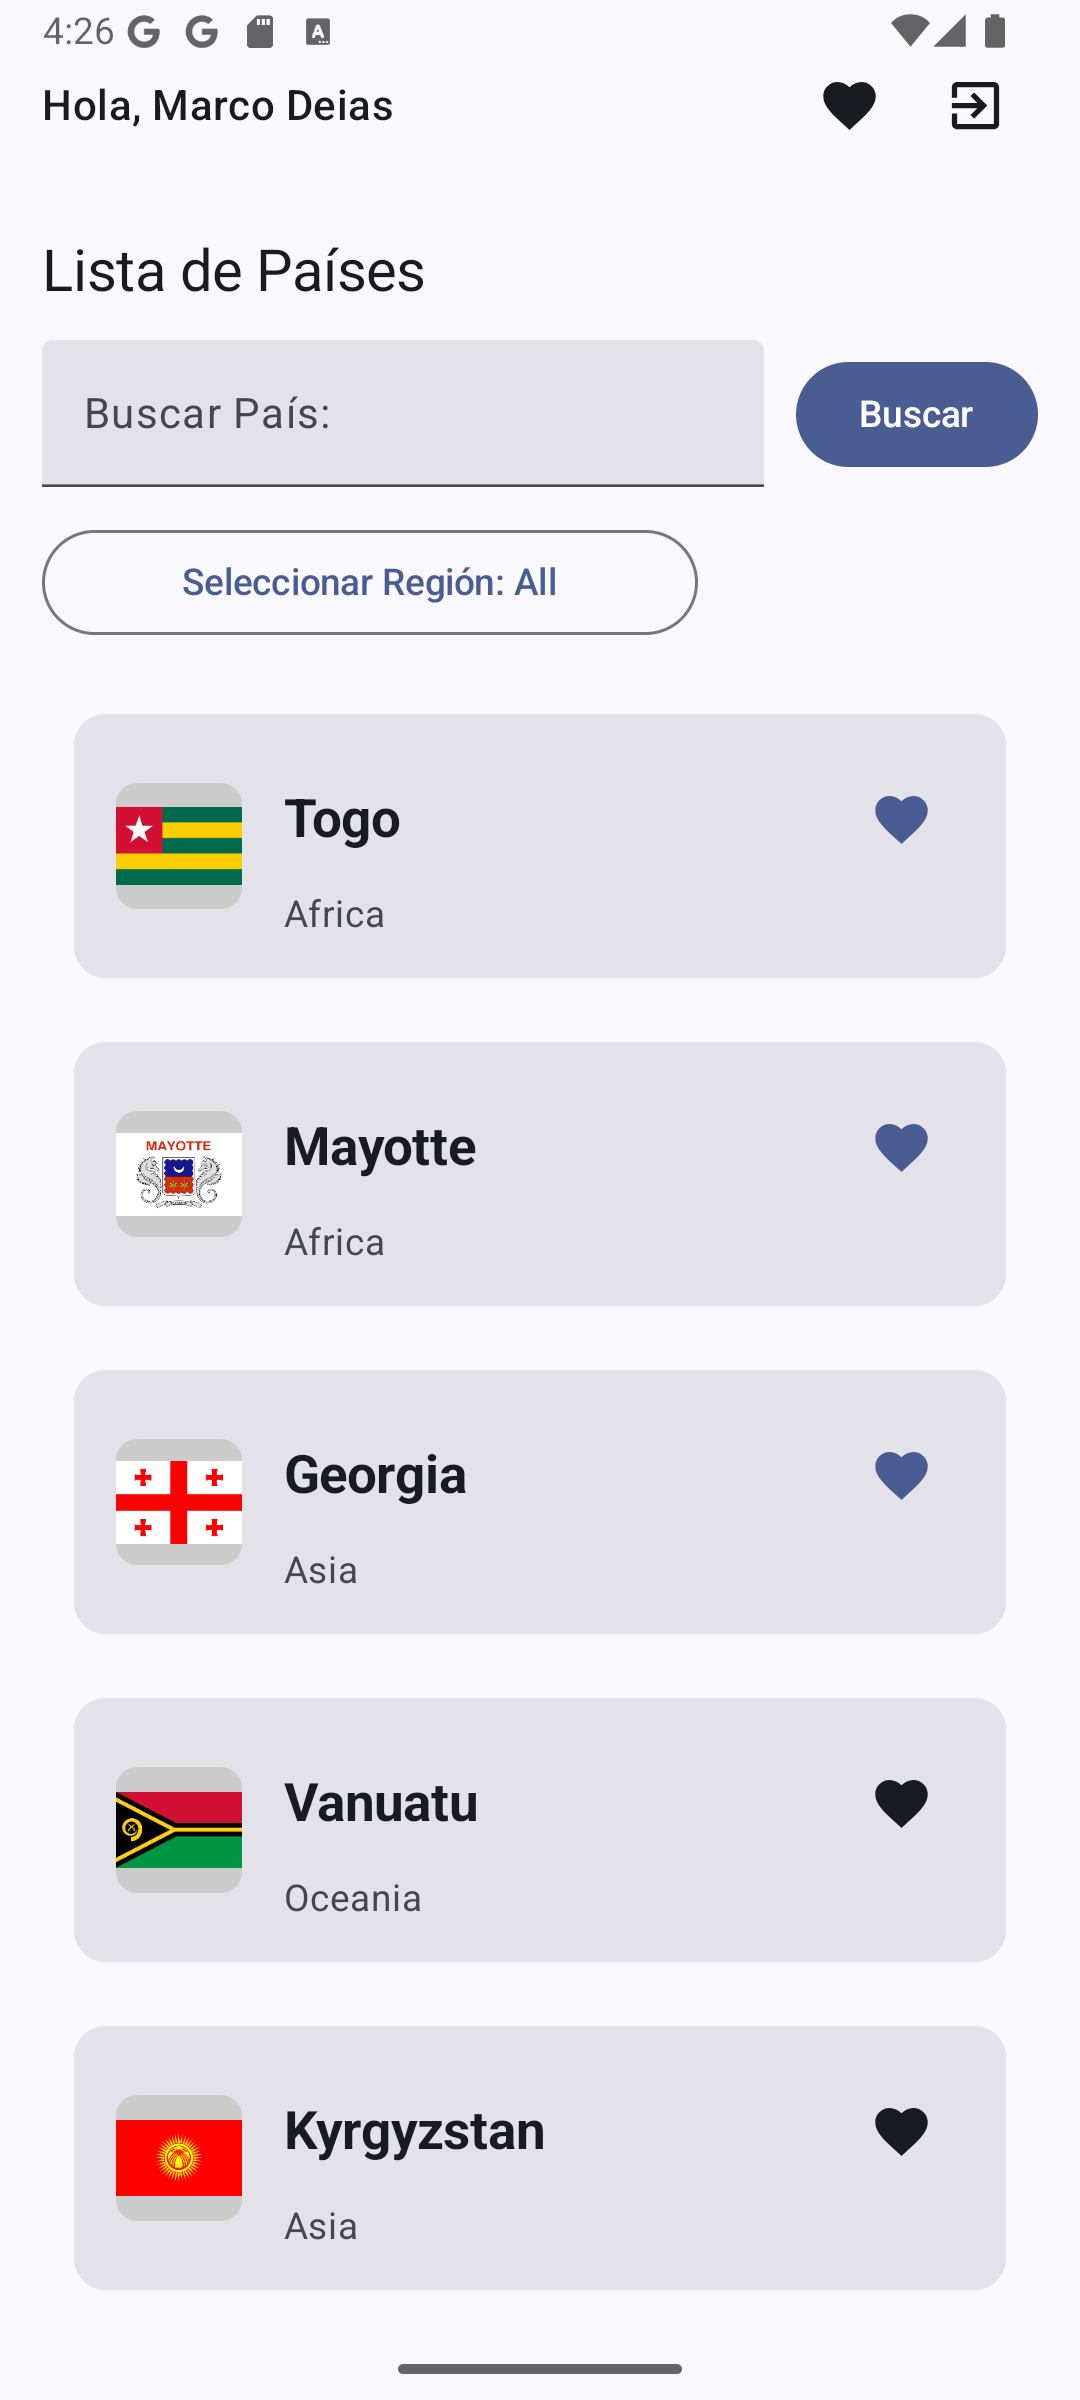 4:26
Hola, Marco Deias
Lista de Países
Buscar País:
Buscar
Seleccionar Región: All
Togo
Africa
MAYOTTE
Mayotte
Africa
Georgia
Asia
Vanuatu
Oceania
Kyrgyzstan
Asia